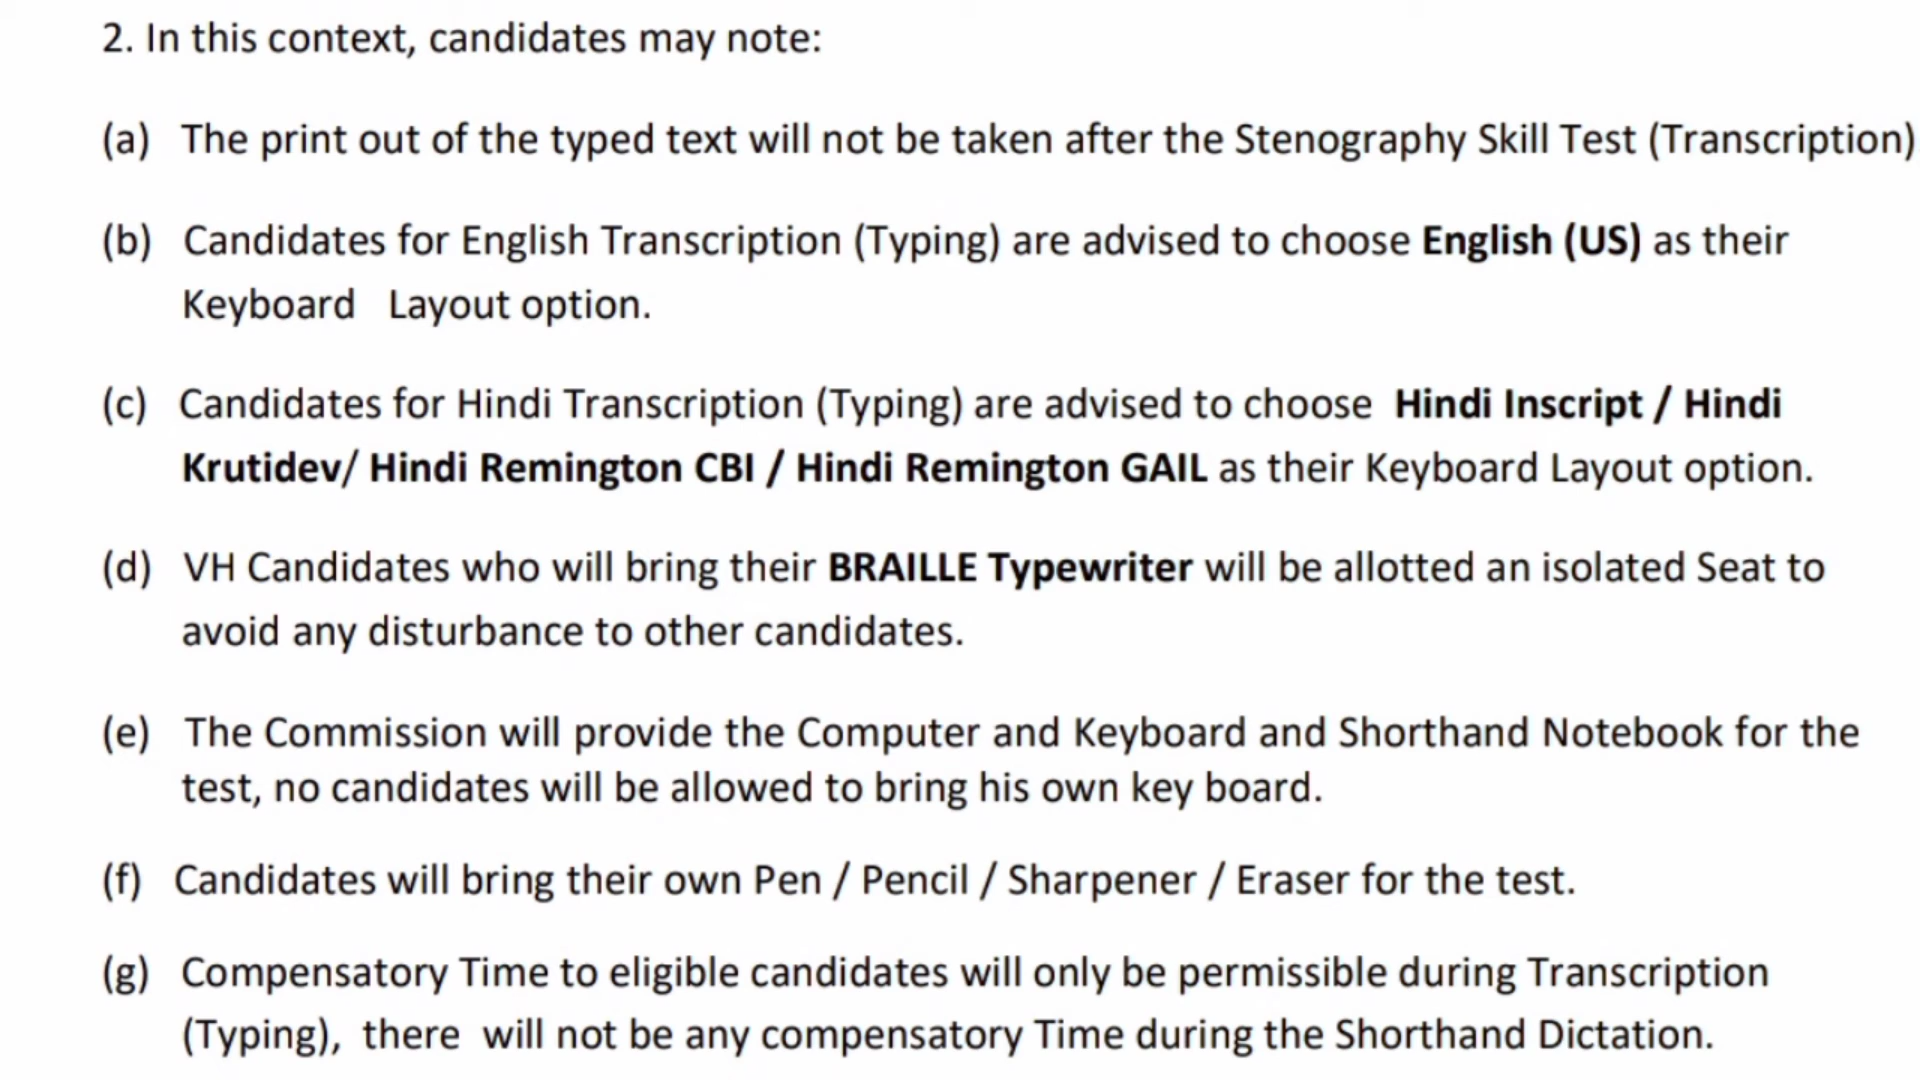 2. In this context, candidates may note:
(a) The print out of the typed text will not be taken after the Stenography Skill Test (Transcription)
(b) Candidates for English Transcription (Typing) are advised to choose English (US) as their
Keyboard Layout option.
(c) Candidates for Hindi Transcription (Typing) are advised to choose Hindi Inscript / Hindi
Krutidev/ Hindi Remington CBI / Hindi Remington GAIL as their Keyboard Layout option.
(d) VH Candidates who will bring their BRAILLE Typewriter will be allotted an isolated Seat to
avoid any disturbance to other candidates.
(e) The Commission will provide the Computer and Keyboard and Shorthand Notebook for the
test, no candidates will be allowed to bring his own key board.
(f) Candidates will bring their own Pen / Pencil / Sharpener / Eraser for the test.
(g) Compensatory Time to eligible candidates will only be permissible during Transcription
(Typing), there will not be any compensatory Time during the Shorthand Dictation.